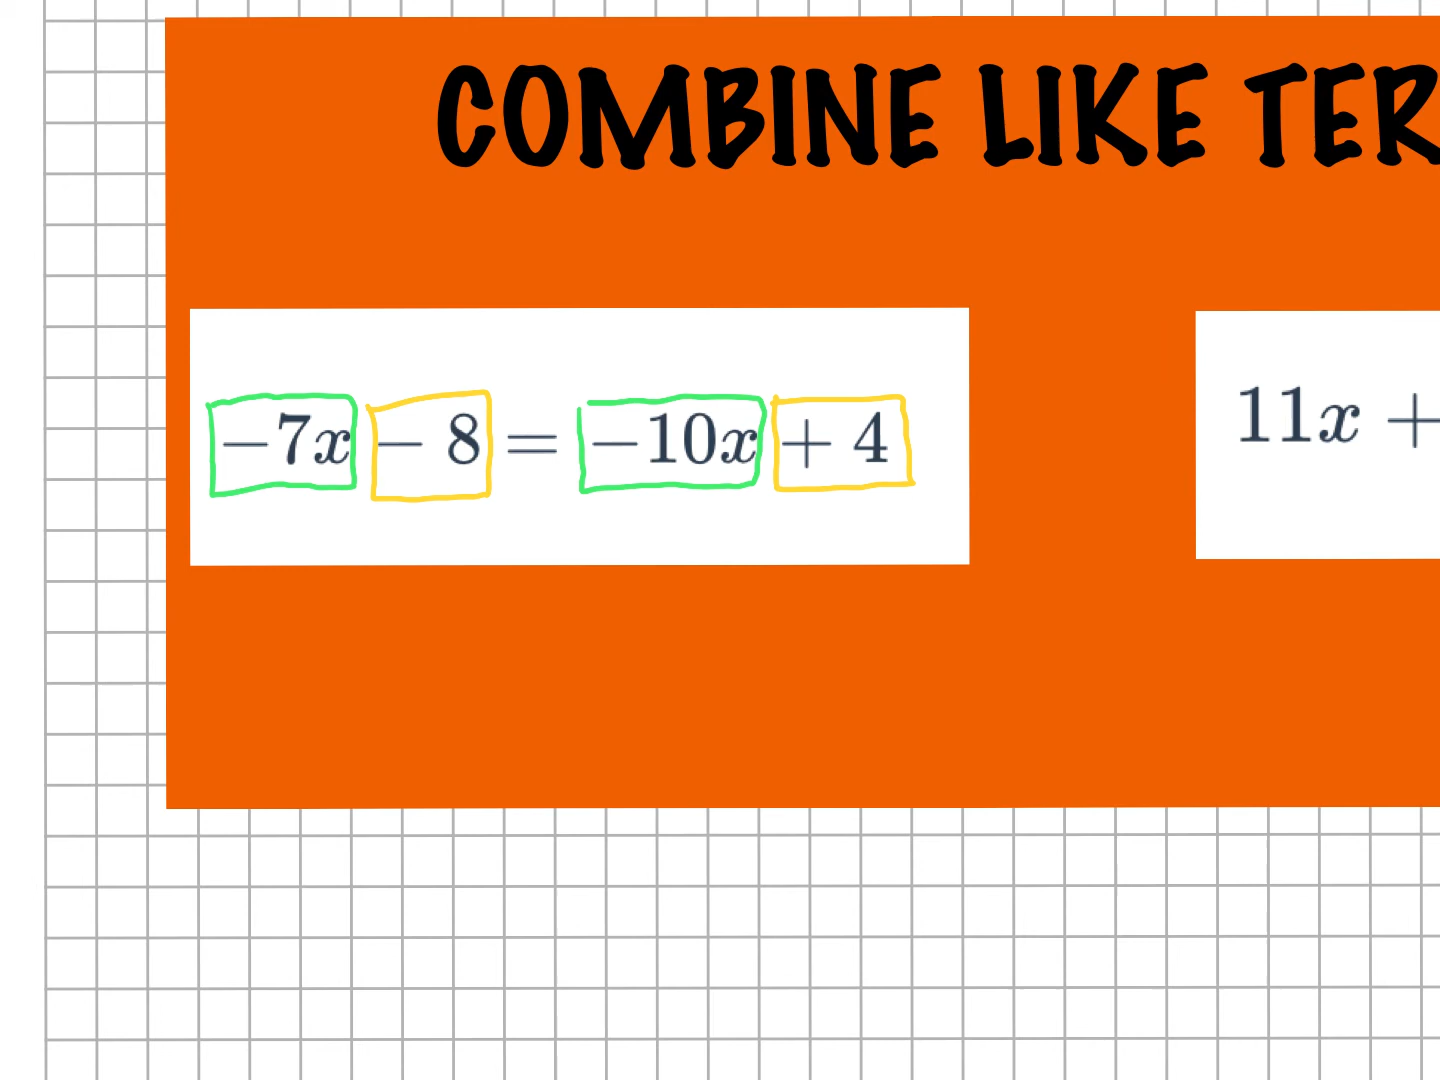 COMBINE LIKE TER
−7x − 8 = −10x + 4
11x +